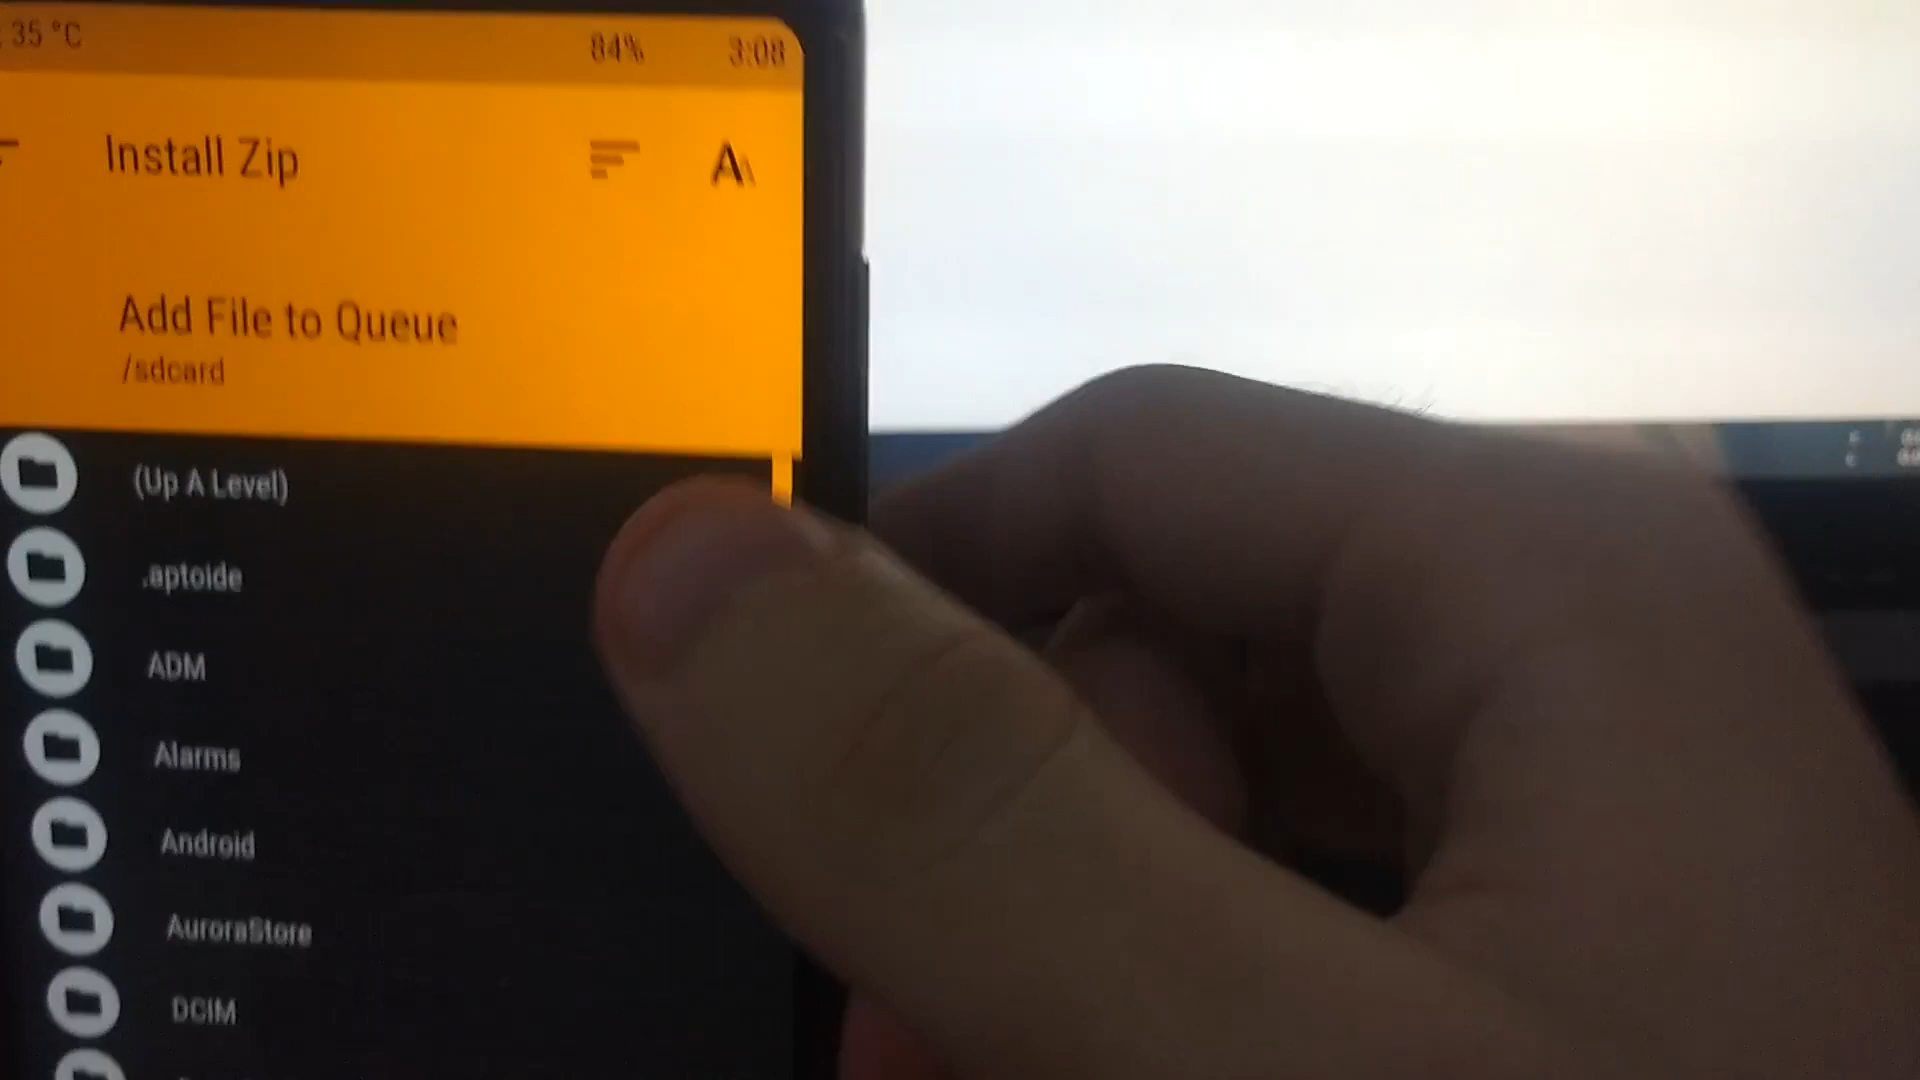 35 °C 84% 3:08
Install Zip
Add File to Queue
/sdcard
(Up A Level)
.aptoide
ADM
Alarms
Android
AuroraStore
DCIM